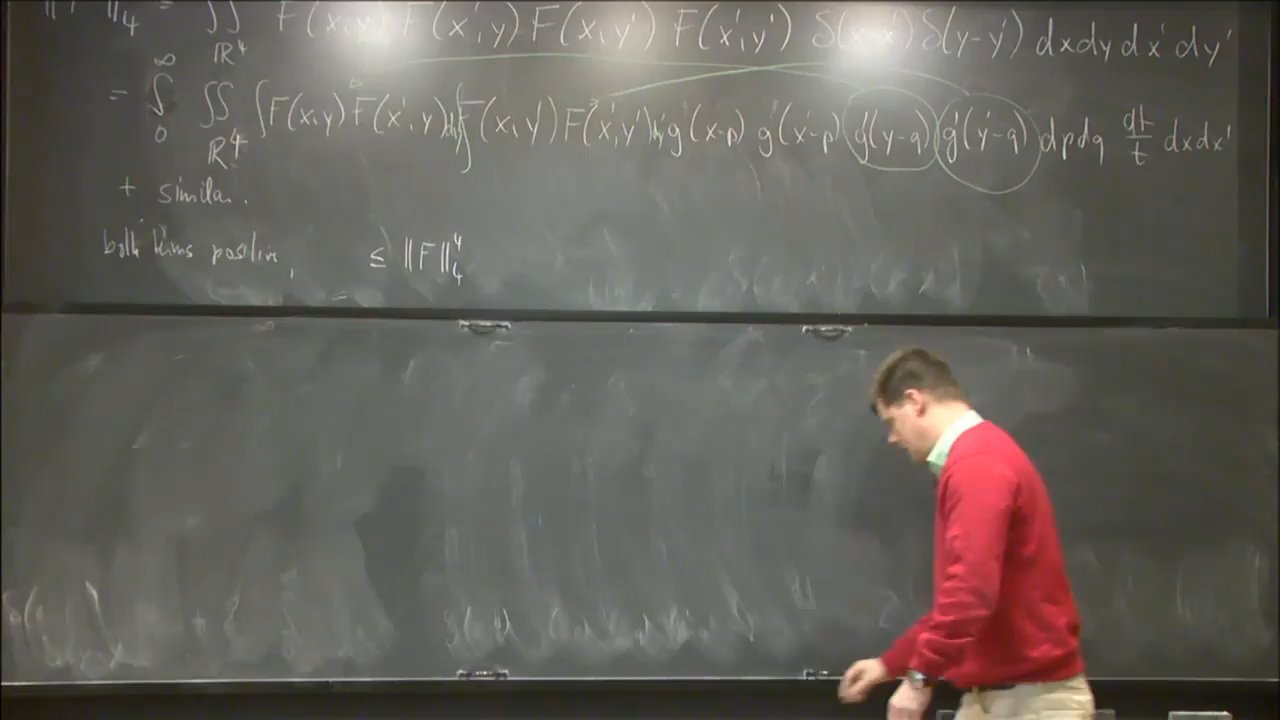 ‖F‖₄⁴ = ∬_{ℝ⁴} F(x,y) F(x',y) F(x,y') F(x',y') δ(x-x') δ(y-y') dx dy dx' dy'
= ∫₀^∞ ∬_{ℝ⁴} ∫F(x,y) F(x',y)dy ∫F(x,y') F(x',y')dy' g'(x-p) g'(x'-p) g'(y-q) g'(y'-q) dp dq dt/t dx dx'
+ similar.
both terms positive, ≤ ‖F‖₄⁴